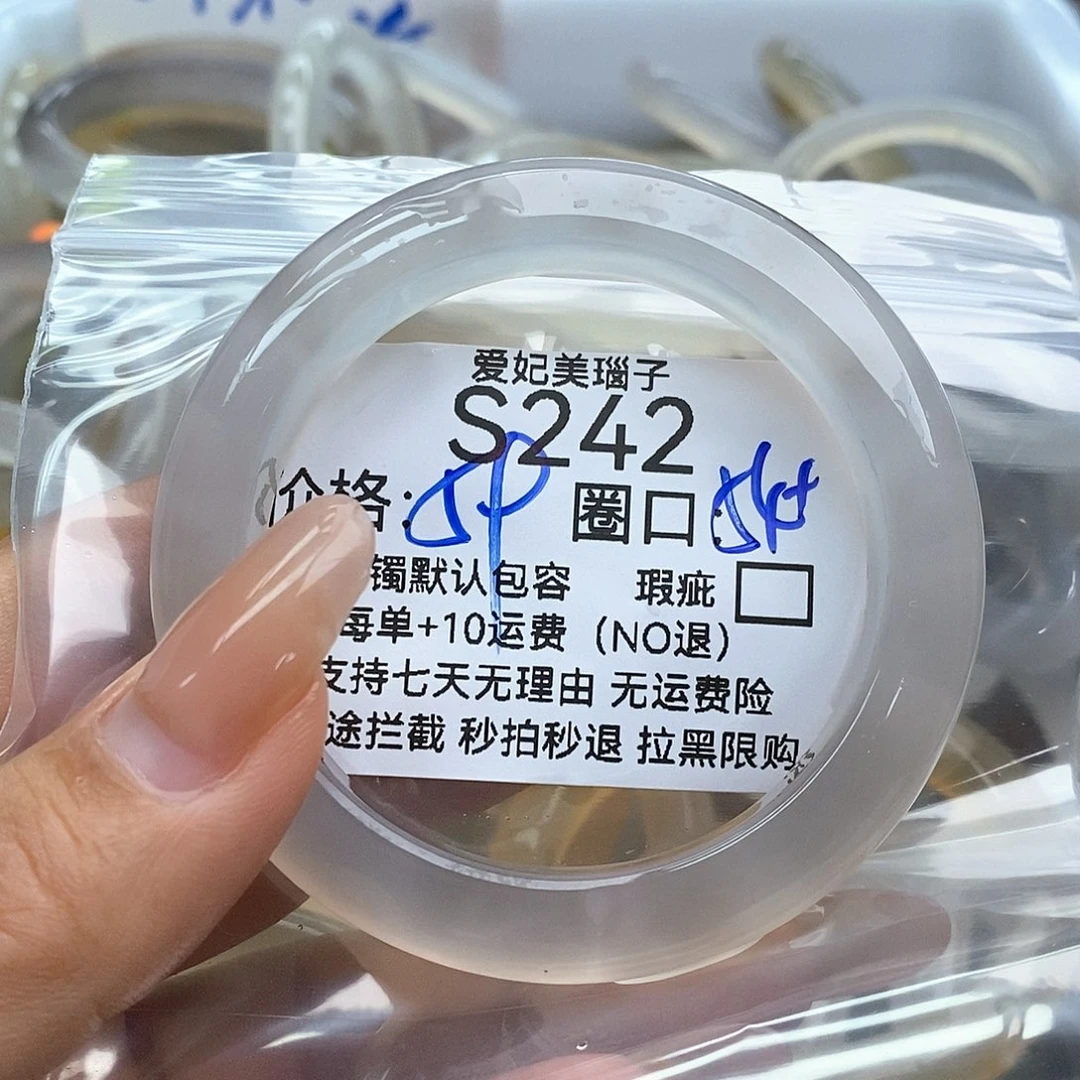 爱妃美瑙子
S242
价格: 59 圈口: 54+
镯默认包容 瑕疵
每单+10运费 (NO退)
支持七天无理由 无运费险
途拦截 秒拍秒退 拉黑限购